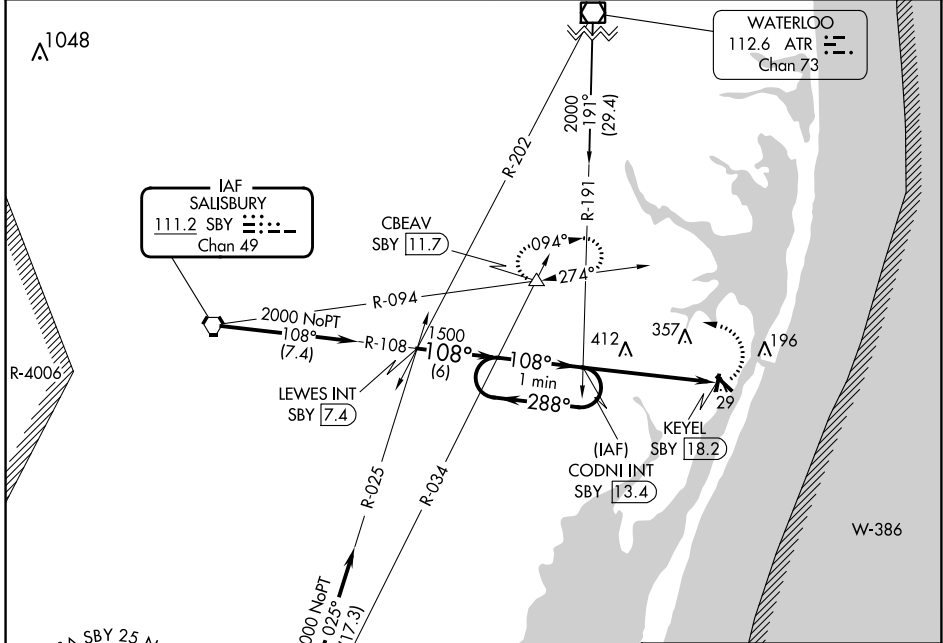 1048
WATERLOO
112.6 ATR
Chan 73
2000
191°
(29.4)
R-202
R-191
IAF
SALISBURY
111.2 SBY
Chan 49
CBEAV
SBY 11.7
094°
274°
R-094
2000 NoPT
108°
(7.4)
R-108
1500
108°
(6)
108°
1 min
288°
412
357
196
R-4006
LEWES INT
SBY 7.4
29
KEYEL
SBY 18.2
(IAF)
CODNI INT
SBY 13.4
R-025
R-034
W-386
000 NoPT
025°
(17.3)
SBY 25 N